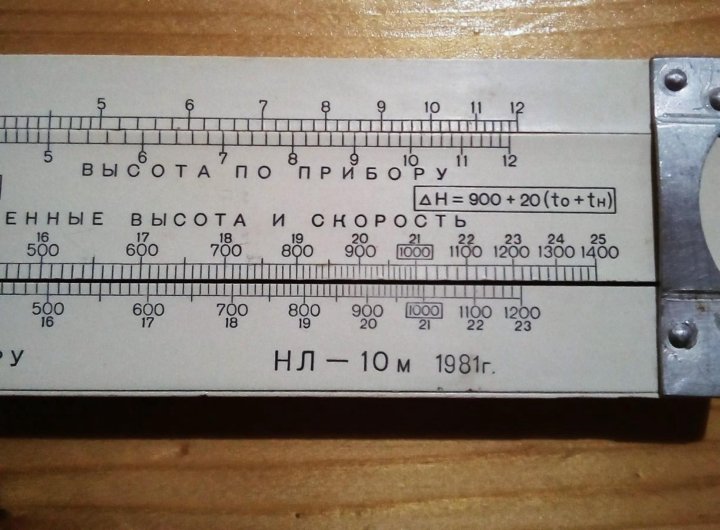 5 6 7 8 9 10 11 12
5 6 7 8 9 10 11 12
ВЫСОТА ПО ПРИБОРУ
ΔН = 900 + 20 (to + tн)
ЕННЫЕ ВЫСОТА И СКОРОСТЬ
16 17 18 19 20 21 22 23 24 25
500 600 700 800 900 1000 1100 1200 1300 1400
500 600 700 800 900 1000 1100 1200
16 17 18 19 20 21 22 23
РУ НЛ — 10 м 1981г.